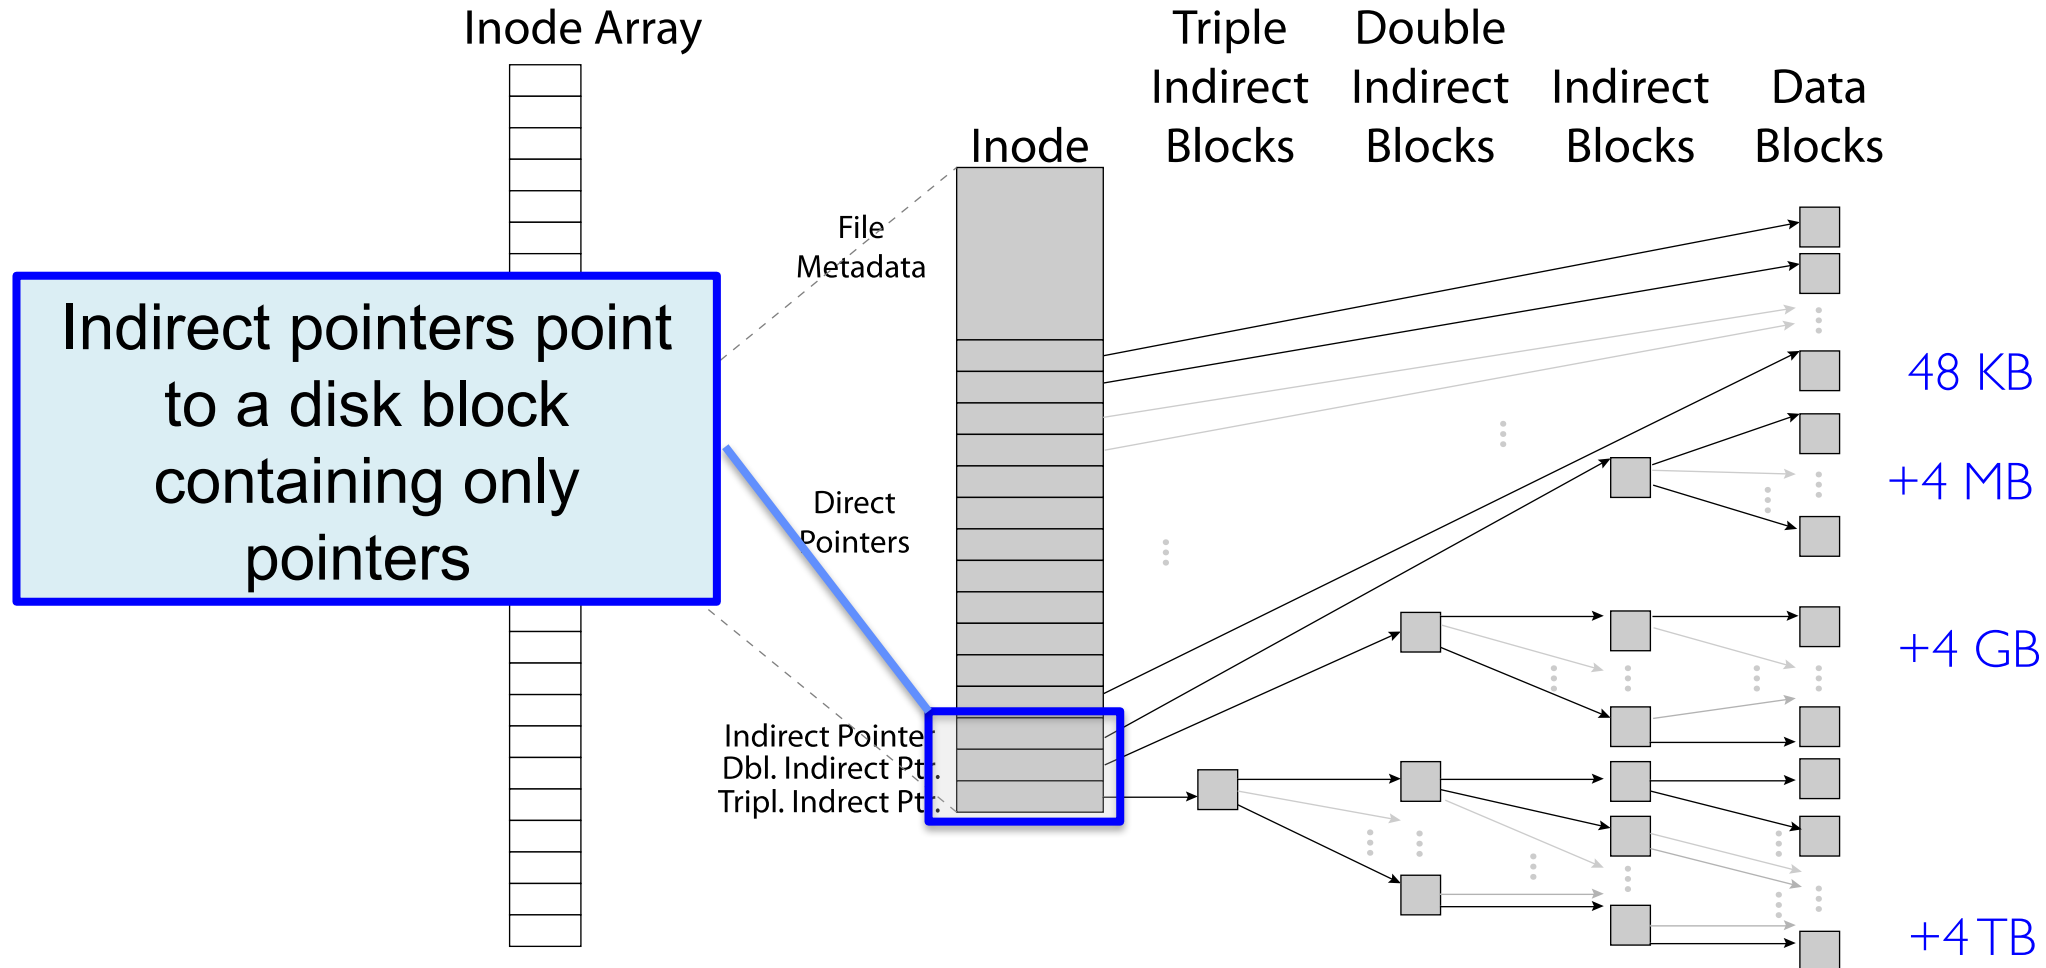 Inode Array
Triple
Indirect
Blocks
Double
Indirect
Blocks
Indirect
Blocks
Data
Blocks
Inode
File
Metadata
Indirect pointers point
to a disk block
containing only
pointers
Direct
Pointers
Indirect Pointer
Dbl. Indirect Ptr.
Tripl. Indrect Ptr.
48 KB
+4 MB
+4 GB
+4 TB